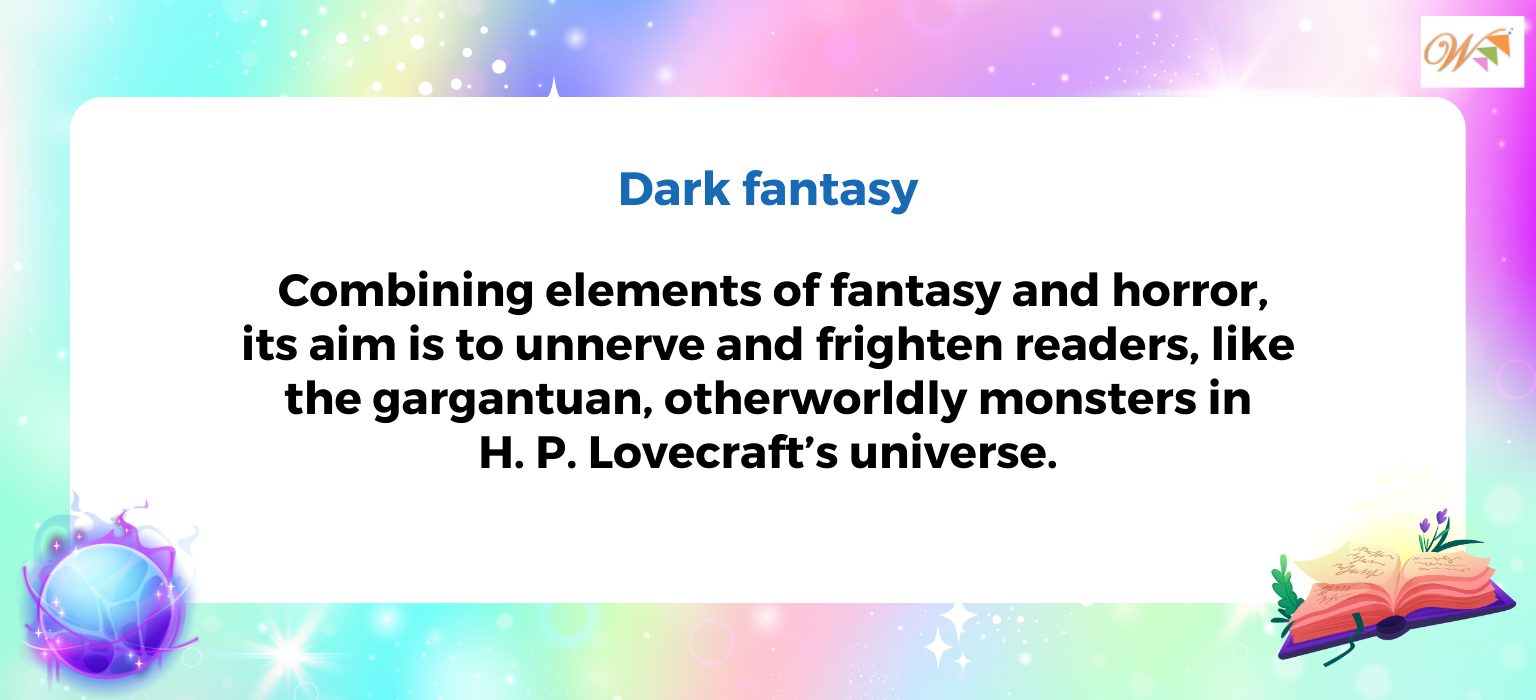 W
Dark fantasy
Combining elements of fantasy and horror,
its aim is to unnerve and frighten readers, like
the gargantuan, otherworldly monsters in
H. P. Lovecraft’s universe.